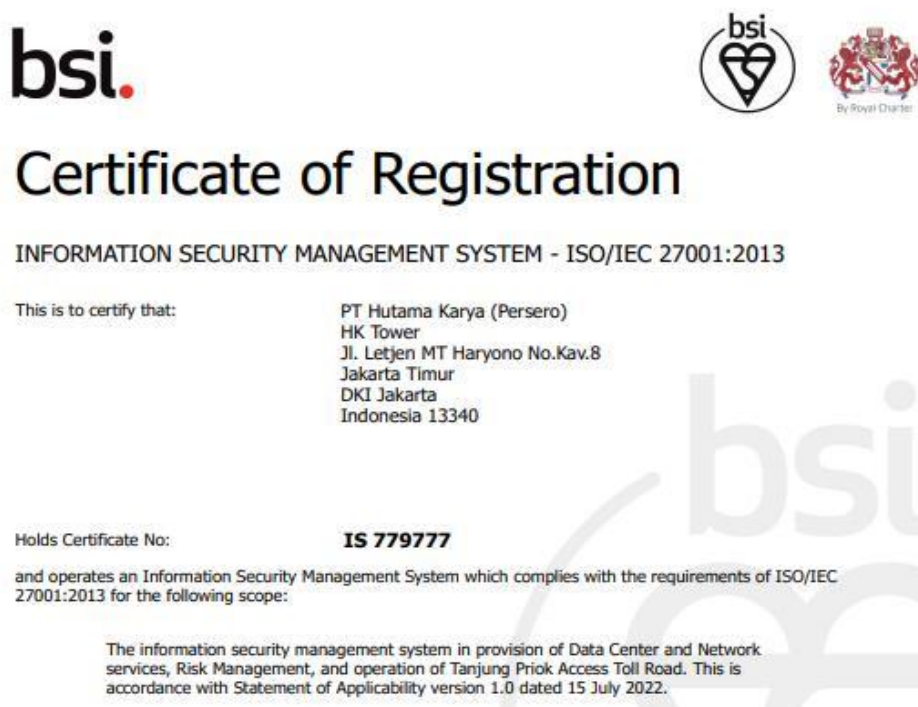 bsi.
bsi
By Royal Charter
Certificate of Registration
INFORMATION SECURITY MANAGEMENT SYSTEM - ISO/IEC 27001:2013
This is to certify that:
PT Hutama Karya (Persero)
HK Tower
Jl. Letjen MT Haryono No.Kav.8
Jakarta Timur
DKI Jakarta
Indonesia 13340
bsi
Holds Certificate No:
IS 779777
and operates an Information Security Management System which complies with the requirements of ISO/IEC
27001:2013 for the following scope:
The information security management system in provision of Data Center and Network
services, Risk Management, and operation of Tanjung Priok Access Toll Road. This is
accordance with Statement of Applicability version 1.0 dated 15 July 2022.